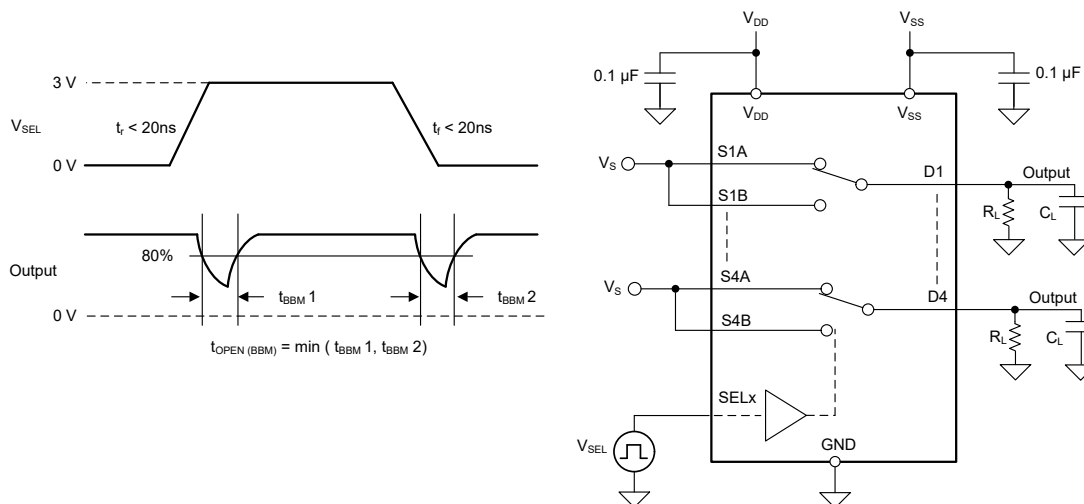 3 V
V_SEL
t_r < 20ns
t_f < 20ns
0 V
80%
Output
t_BBM 1
t_BBM 2
0 V
t_OPEN (BBM) = min ( t_BBM 1, t_BBM 2)
V_DD
V_SS
0.1 µF
0.1 µF
V_DD
V_SS
V_S
S1A
D1
Output
S1B
R_L
C_L
V_S
S4A
D4
Output
S4B
R_L
C_L
SELx
V_SEL
GND